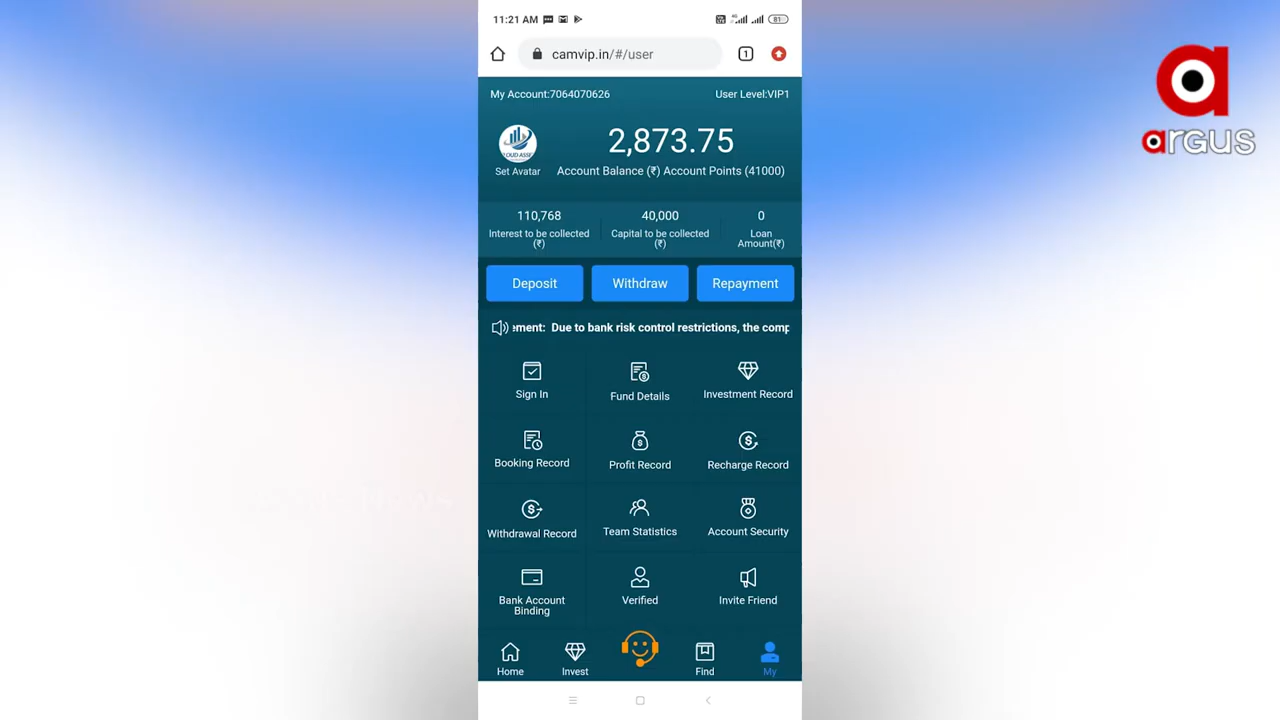 11:21 AM
4G
81
camvip.in/#/user
1
My Account:7064070626
User Level:VIP1
2,873.75
Set Avatar
Account Balance (₹) Account Points (41000)
110,768
40,000
0
Interest to be collected (₹)
Capital to be collected (₹)
Loan Amount(₹)
Deposit
Withdraw
Repayment
ement: Due to bank risk control restrictions, the comp
Sign In
Fund Details
Investment Record
Booking Record
Profit Record
Recharge Record
Withdrawal Record
Team Statistics
Account Security
Bank Account Binding
Verified
Invite Friend
Home
Invest
Find
My
a
argus